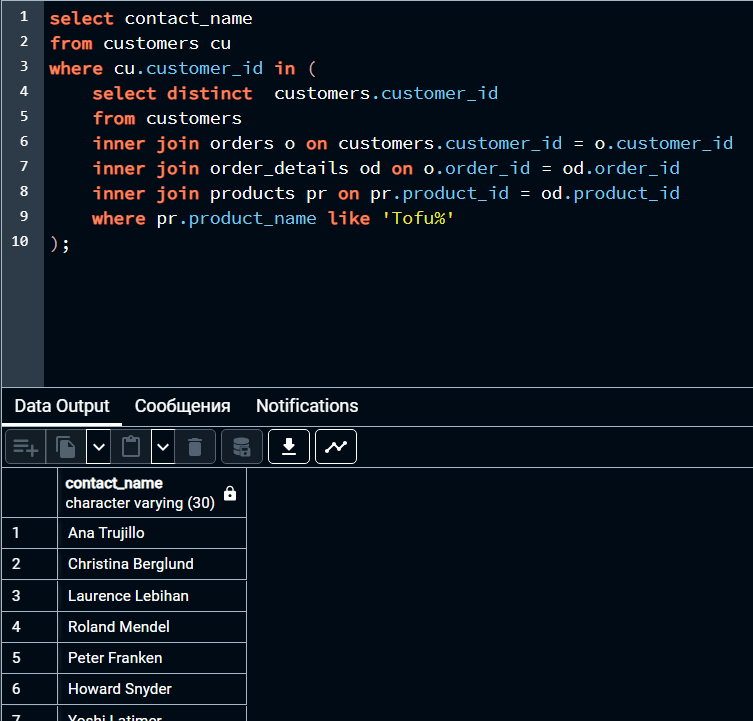 1 select contact_name
2 from customers cu
3 where cu.customer_id in (
4 select distinct  customers.customer_id
5 from customers
6 inner join orders o on customers.customer_id = o.customer_id
7 inner join order_details od on o.order_id = od.order_id
8 inner join products pr on pr.product_id = od.product_id
9 where pr.product_name like 'Tofu%'
10 );
Data Output Сообщения Notifications
contact_name
character varying (30)
1 Ana Trujillo
2 Christina Berglund
3 Laurence Lebihan
4 Roland Mendel
5 Peter Franken
6 Howard Snyder
7 Yoshi Latimer